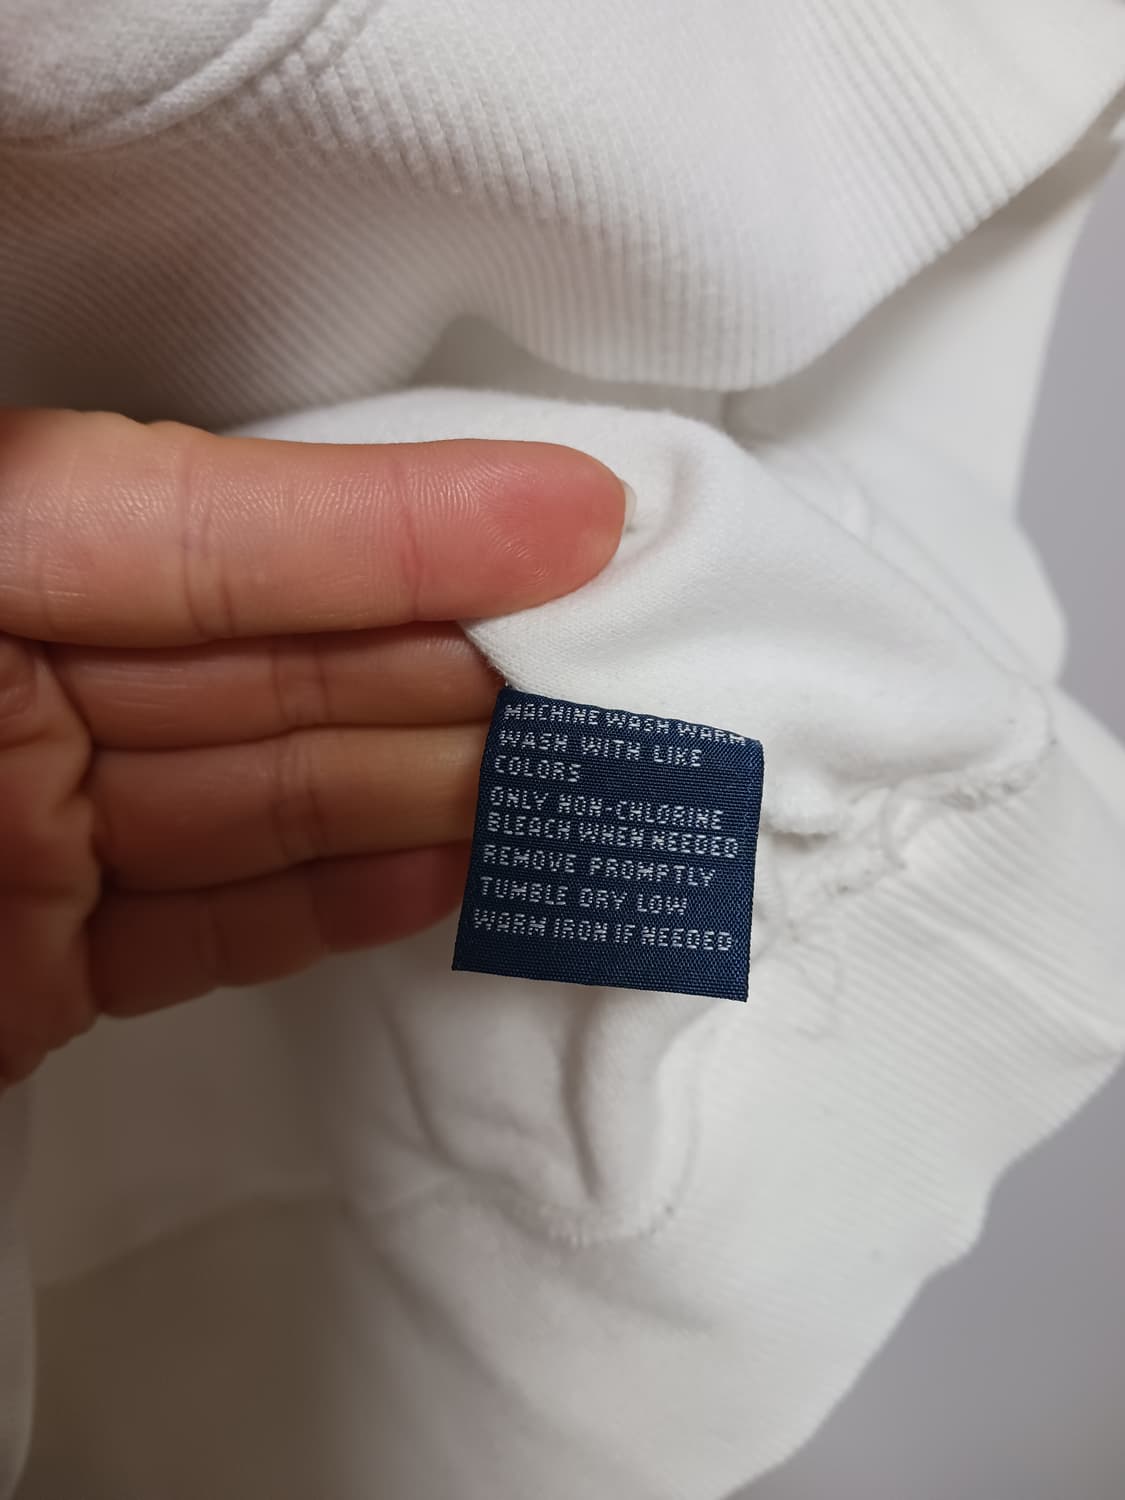 MACHINE WASH WARM
WASH WITH LIKE
COLORS
ONLY NON-CHLORINE
BLEACH WHEN NEEDED
REMOVE PROMPTLY
TUMBLE DRY LOW
WARM IRON IF NEEDED